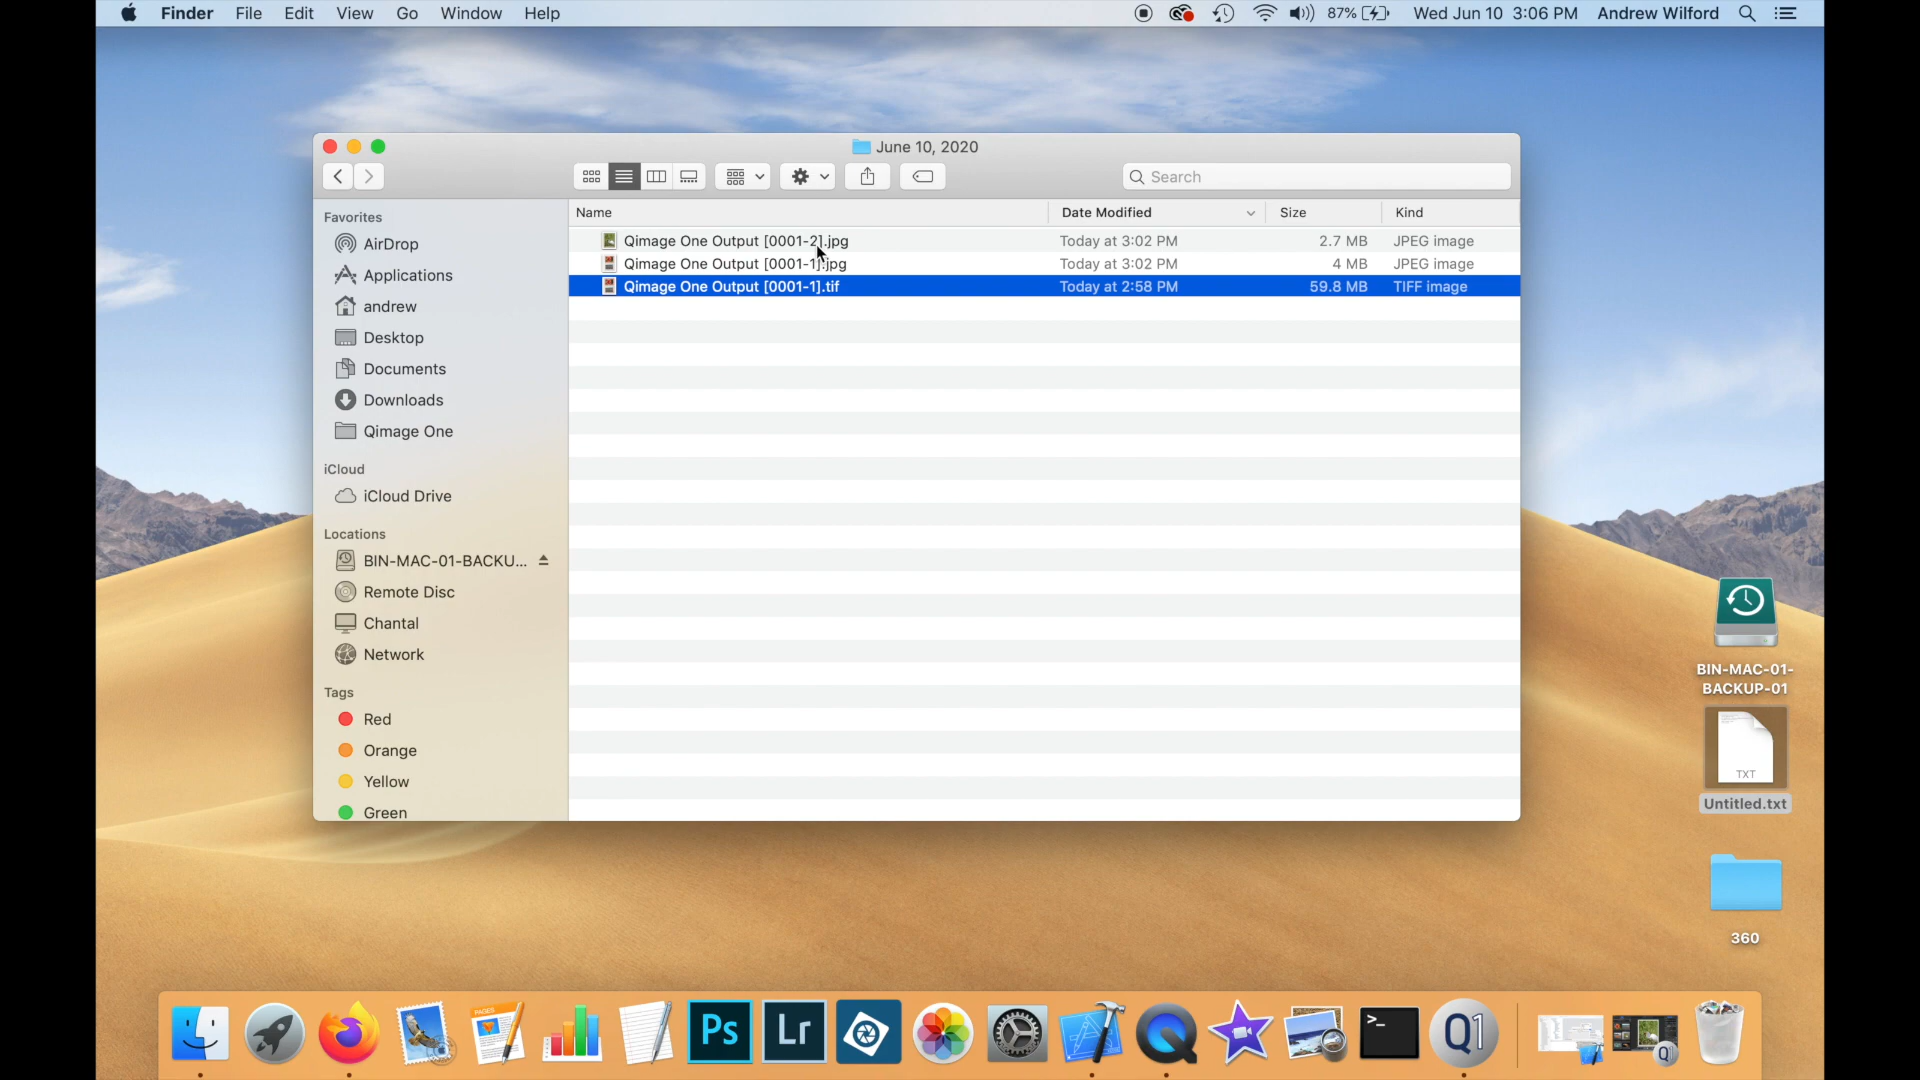 Finder File Edit View Go Window Help 87% Wed Jun 10 3:06 PM Andrew Wilford
June 10, 2020
Search
Favorites
AirDrop
Applications
andrew
Desktop
Documents
Downloads
Qimage One
iCloud
iCloud Drive
Locations
BIN-MAC-01-BACKU...
Remote Disc
Chantal
Network
Tags
Red
Orange
Yellow
Green
Name Date Modified Size Kind
Qimage One Output [0001-2].jpg Today at 3:02 PM 2.7 MB JPEG image
Qimage One Output [0001-1].jpg Today at 3:02 PM 4 MB JPEG image
Qimage One Output [0001-1].tif Today at 2:58 PM 59.8 MB TIFF image
BIN-MAC-01-
BACKUP-01
TXT
Untitled.txt
360
PAGES
Ps Lr >_ Q1
Q1